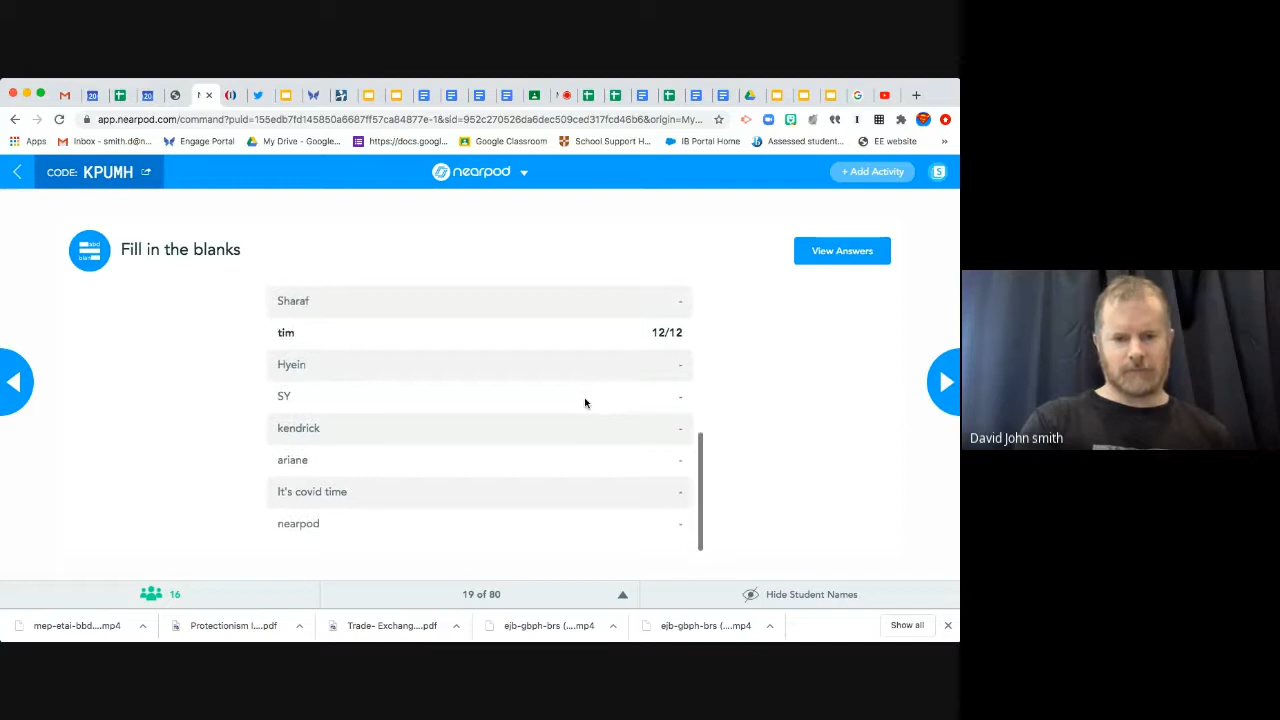 app.nearpod.com/command?puid=155edb7fd145850a6687ff57ca84877e-1&sid=952c270526da6dec509ced317fcd46b6&origin=My...
Apps
Inbox - smith.d@n...
Engage Portal
My Drive - Google...
https://docs.googl...
Google Classroom
School Support H...
IB Portal Home
Assessed student...
EE website
»
CODE: KPUMH
nearpod
+ Add Activity
S
Fill in the blanks
View Answers
Sharaf -
tim 12/12
Hyein -
SY -
kendrick -
ariane -
It's covid time -
nearpod -
David John smith
16
19 of 80
Hide Student Names
mep-etai-bbd....mp4
Protectionism I....pdf
Trade- Exchang....pdf
ejb-gbph-brs (....mp4
ejb-gbph-brs (....mp4
Show all